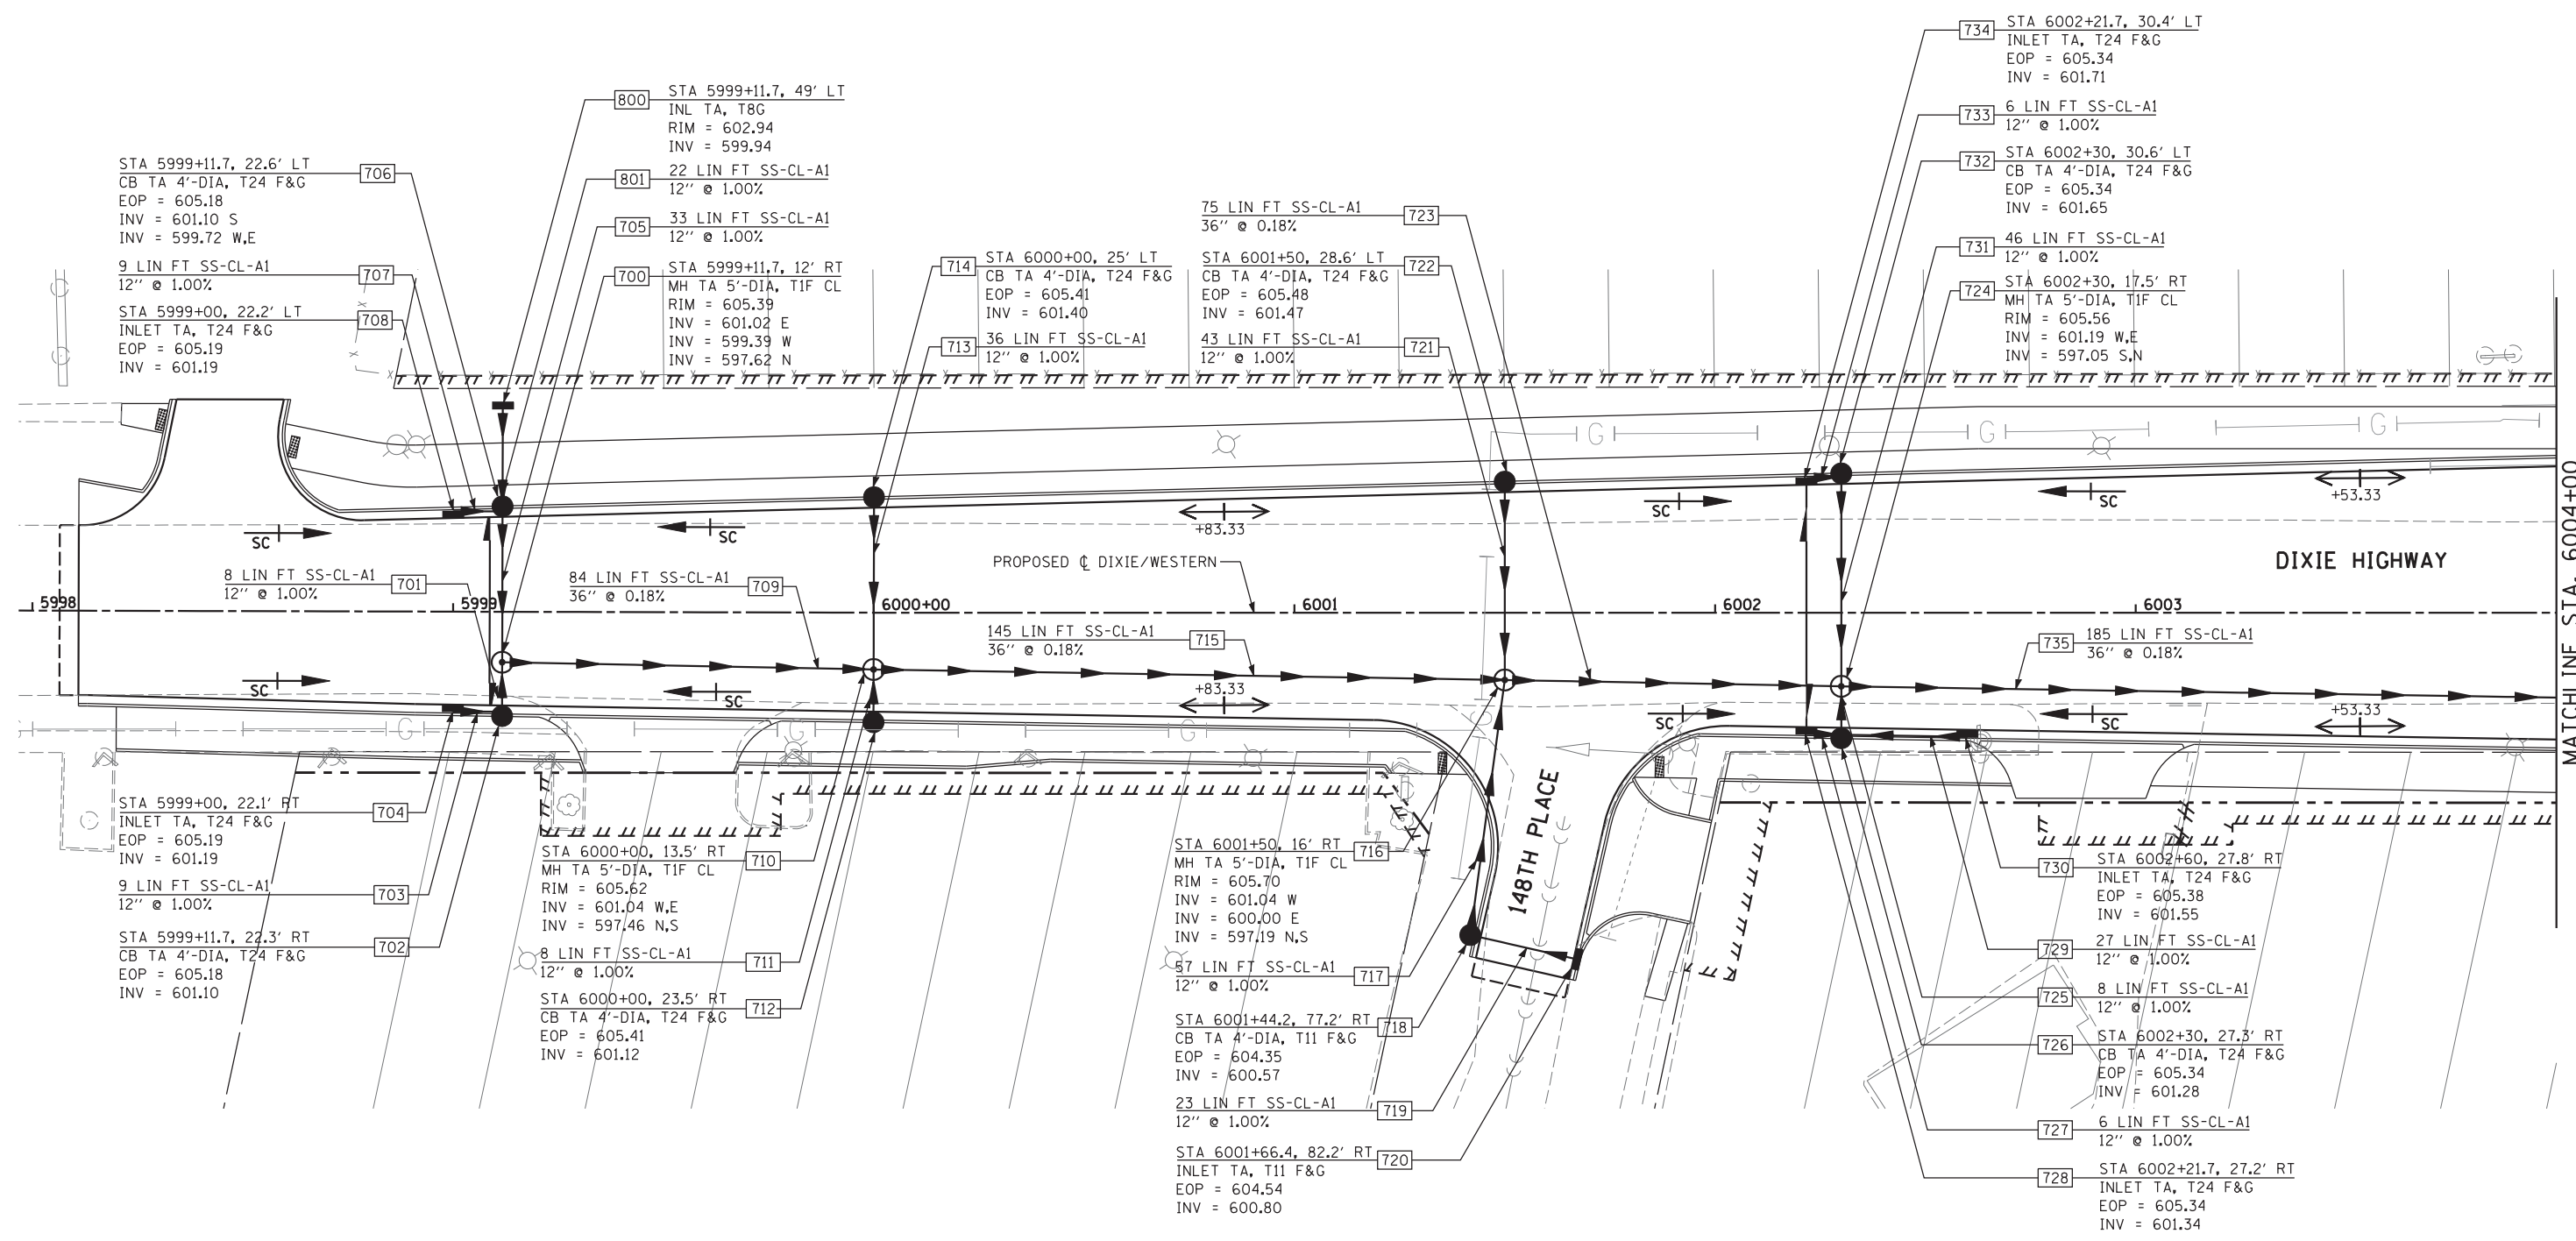 734 STA 6002+21.7, 30.4' LT
INLET TA, T24 F&G
EOP = 605.34
INV = 601.71
800 STA 5999+11.7, 49' LT
INL TA, T8G
RIM = 602.94
INV = 599.94
733 6 LIN FT SS-CL-A1
12'' @ 1.00%
STA 5999+11.7, 22.6' LT 706
CB TA 4'-DIA, T24 F&G
EOP = 605.18
INV = 601.10 S
INV = 599.72 W,E
801 22 LIN FT SS-CL-A1
12'' @ 1.00%
732 STA 6002+30, 30.6' LT
CB TA 4'-DIA, T24 F&G
EOP = 605.34
INV = 601.65
705 33 LIN FT SS-CL-A1
12'' @ 1.00%
75 LIN FT SS-CL-A1 723
36'' @ 0.18%
9 LIN FT SS-CL-A1 707
12'' @ 1.00%
700 STA 5999+11.7, 12' RT
MH TA 5'-DIA, T1F CL
RIM = 605.39
INV = 601.02 E
INV = 599.39 W
INV = 597.62 N
714 STA 6000+00, 25' LT
CB TA 4'-DIA, T24 F&G
EOP = 605.41
INV = 601.40
STA 6001+50, 28.6' LT 722
CB TA 4'-DIA, T24 F&G
EOP = 605.48
INV = 601.47
731 46 LIN FT SS-CL-A1
12'' @ 1.00%
724 STA 6002+30, 17.5' RT
MH TA 5'-DIA, T1F CL
RIM = 605.56
INV = 601.19 W,E
INV = 597.05 S,N
STA 5999+00, 22.2' LT 708
INLET TA, T24 F&G
EOP = 605.19
INV = 601.19
713 36 LIN FT SS-CL-A1
12'' @ 1.00%
43 LIN FT SS-CL-A1 721
12'' @ 1.00%
G G G
SC SC +83.33 SC SC +53.33
PROPOSED ℄ DIXIE/WESTERN
DIXIE HIGHWAY
MATCHLINE STA. 6004+00
8 LIN FT SS-CL-A1 701
12'' @ 1.00%
84 LIN FT SS-CL-A1 709
36'' @ 0.18%
5998 5999 6000+00 6001 6002 6003
145 LIN FT SS-CL-A1 715
36'' @ 0.18%
735 185 LIN FT SS-CL-A1
36'' @ 0.18%
SC SC +83.33 SC SC +53.33
G G G
148TH PLACE
STA 5999+00, 22.1' RT 704
INLET TA, T24 F&G
EOP = 605.19
INV = 601.19
9 LIN FT SS-CL-A1 703
12'' @ 1.00%
STA 5999+11.7, 22.3' RT 702
CB TA 4'-DIA, T24 F&G
EOP = 605.18
INV = 601.10
STA 6000+00, 13.5' RT 710
MH TA 5'-DIA, T1F CL
RIM = 605.62
INV = 601.04 W,E
INV = 597.46 N,S
8 LIN FT SS-CL-A1 711
12'' @ 1.00%
STA 6000+00, 23.5' RT 712
CB TA 4'-DIA, T24 F&G
EOP = 605.41
INV = 601.12
STA 6001+50, 16' RT 716
MH TA 5'-DIA, T1F CL
RIM = 605.70
INV = 601.04 W
INV = 600.00 E
INV = 597.19 N,S
57 LIN FT SS-CL-A1 717
12'' @ 1.00%
STA 6001+44.2, 77.2' RT 718
CB TA 4'-DIA, T11 F&G
EOP = 604.35
INV = 600.57
23 LIN FT SS-CL-A1 719
12'' @ 1.00%
STA 6001+66.4, 82.2' RT 720
INLET TA, T11 F&G
EOP = 604.54
INV = 600.80
730 STA 6002+60, 27.8' RT
INLET TA, T24 F&G
EOP = 605.38
INV = 601.55
729 27 LIN FT SS-CL-A1
12'' @ 1.00%
725 8 LIN FT SS-CL-A1
12'' @ 1.00%
726 STA 6002+30, 27.3' RT
CB TA 4'-DIA, T24 F&G
EOP = 605.34
INV = 601.28
727 6 LIN FT SS-CL-A1
12'' @ 1.00%
728 STA 6002+21.7, 27.2' RT
INLET TA, T24 F&G
EOP = 605.34
INV = 601.34